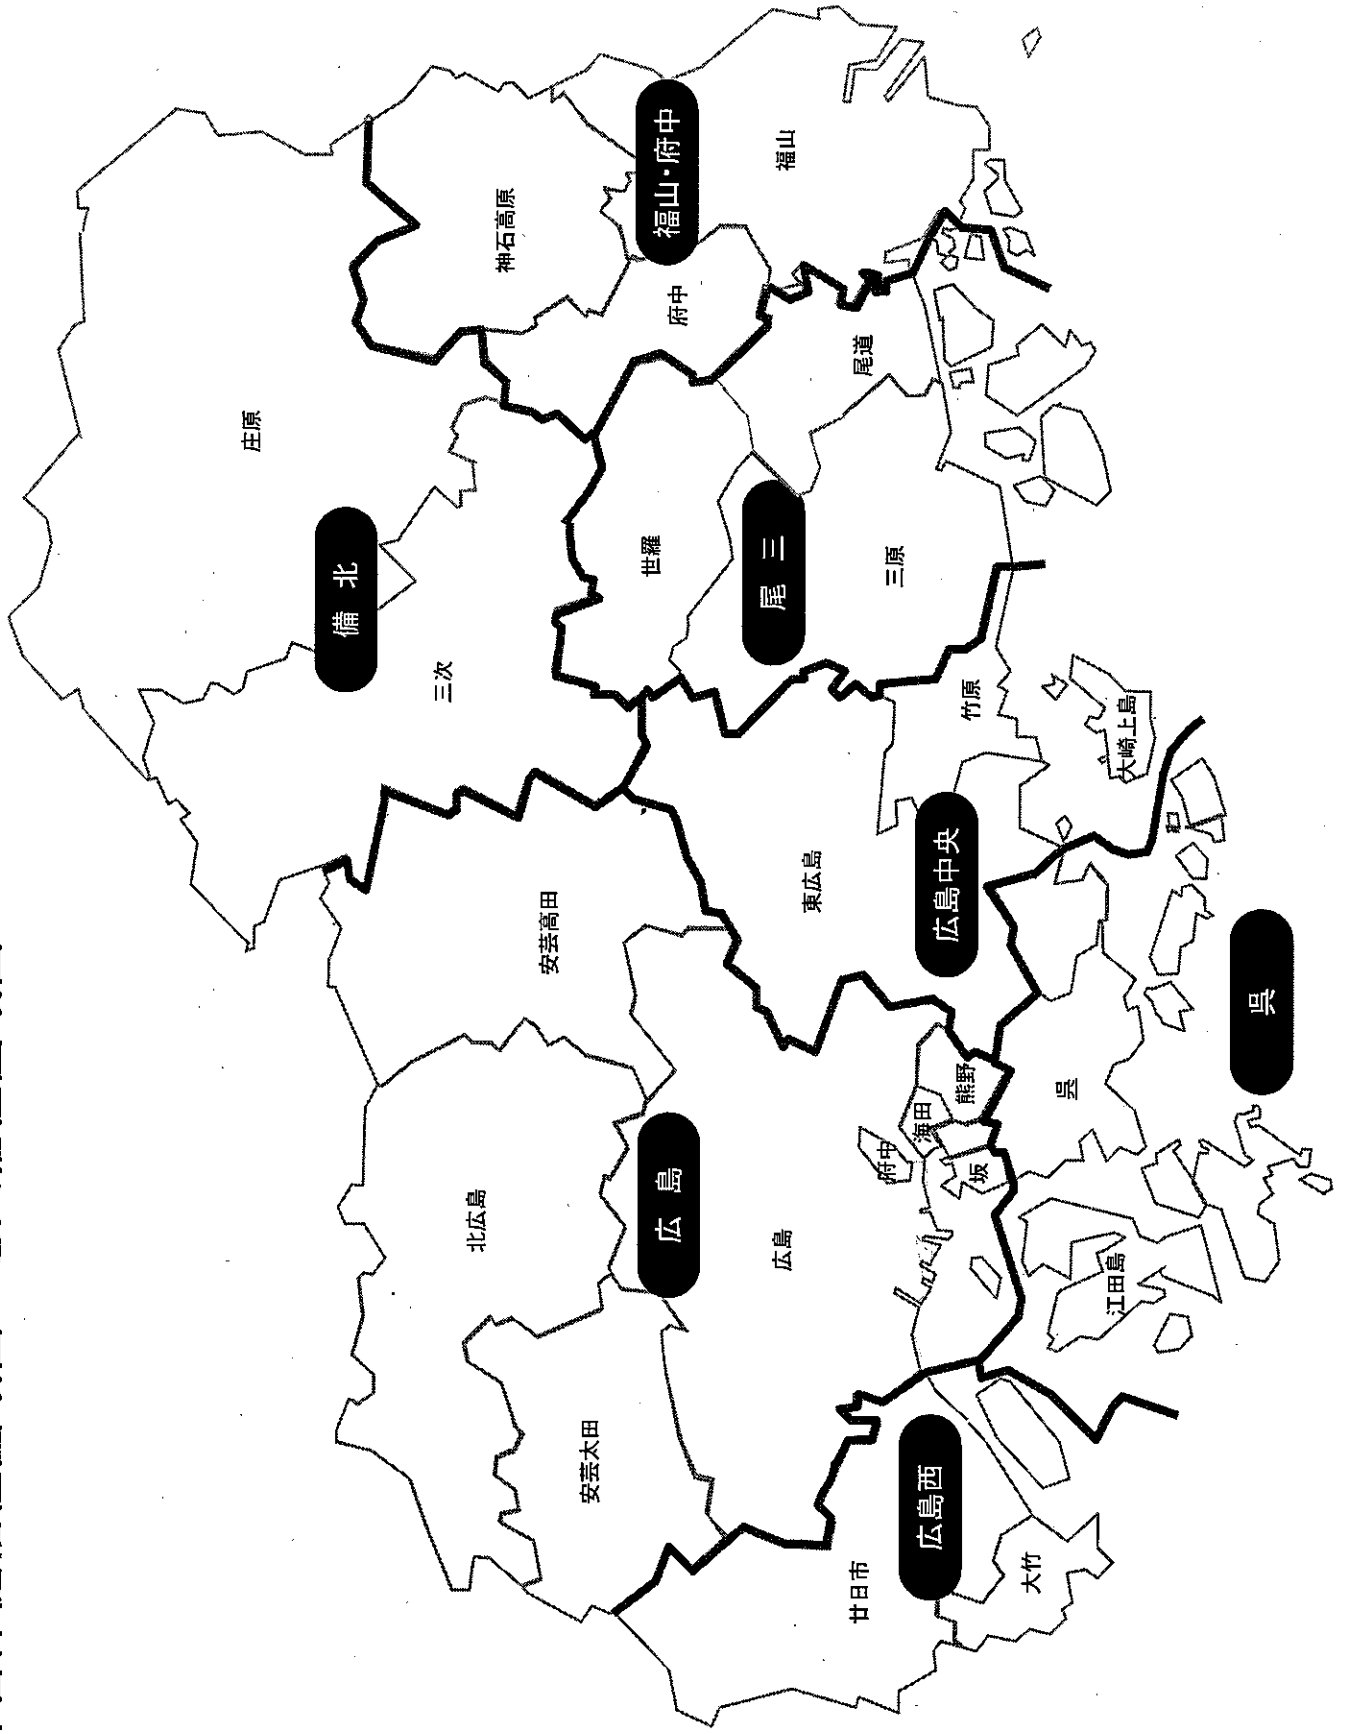 庄原
備北
三次
神石高原
福山・府中
府中
福山
世羅
尾三
尾道
三原
安芸高田
北広島
広島
広島
安芸太田
東広島
広島中央
竹原
大崎上島
熊野
海田
府中
坂
呉
呉
江田島
廿日市
広島西
大竹